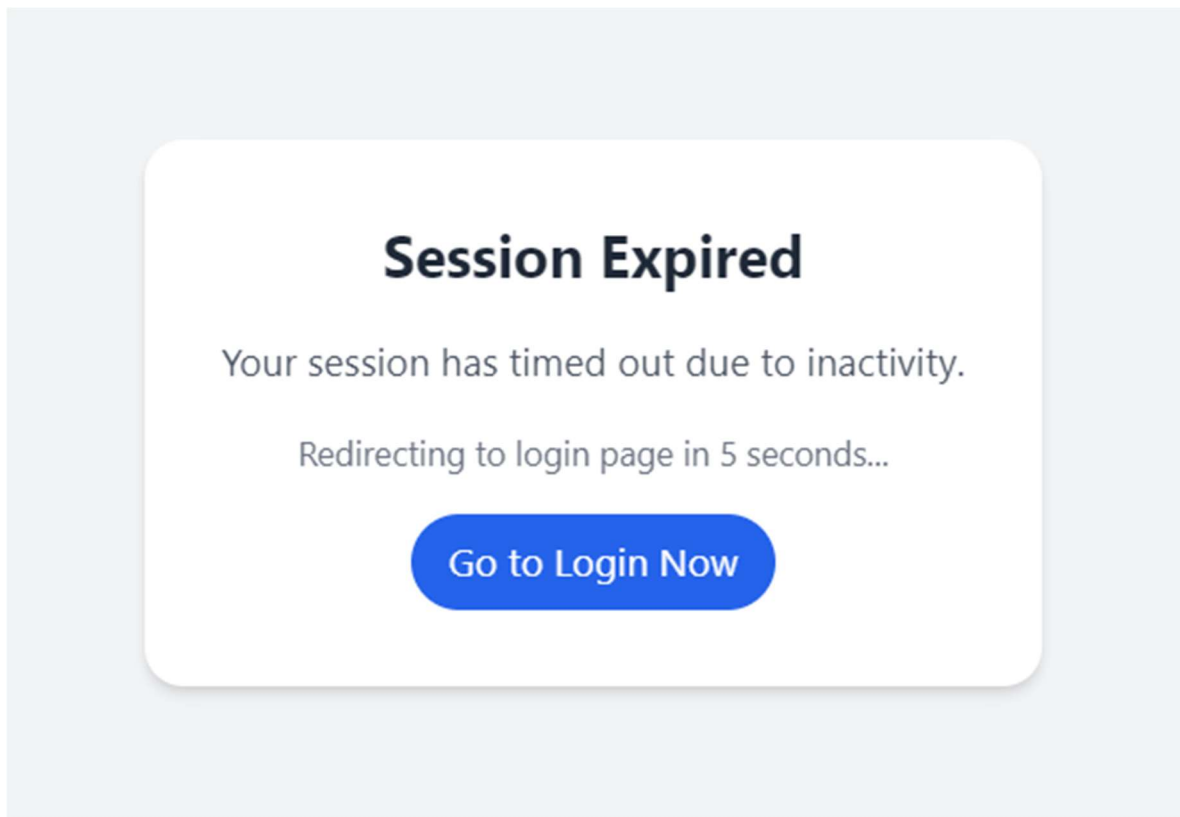 Session Expired
Your session has timed out due to inactivity.
Redirecting to login page in 5 seconds...
Go to Login Now